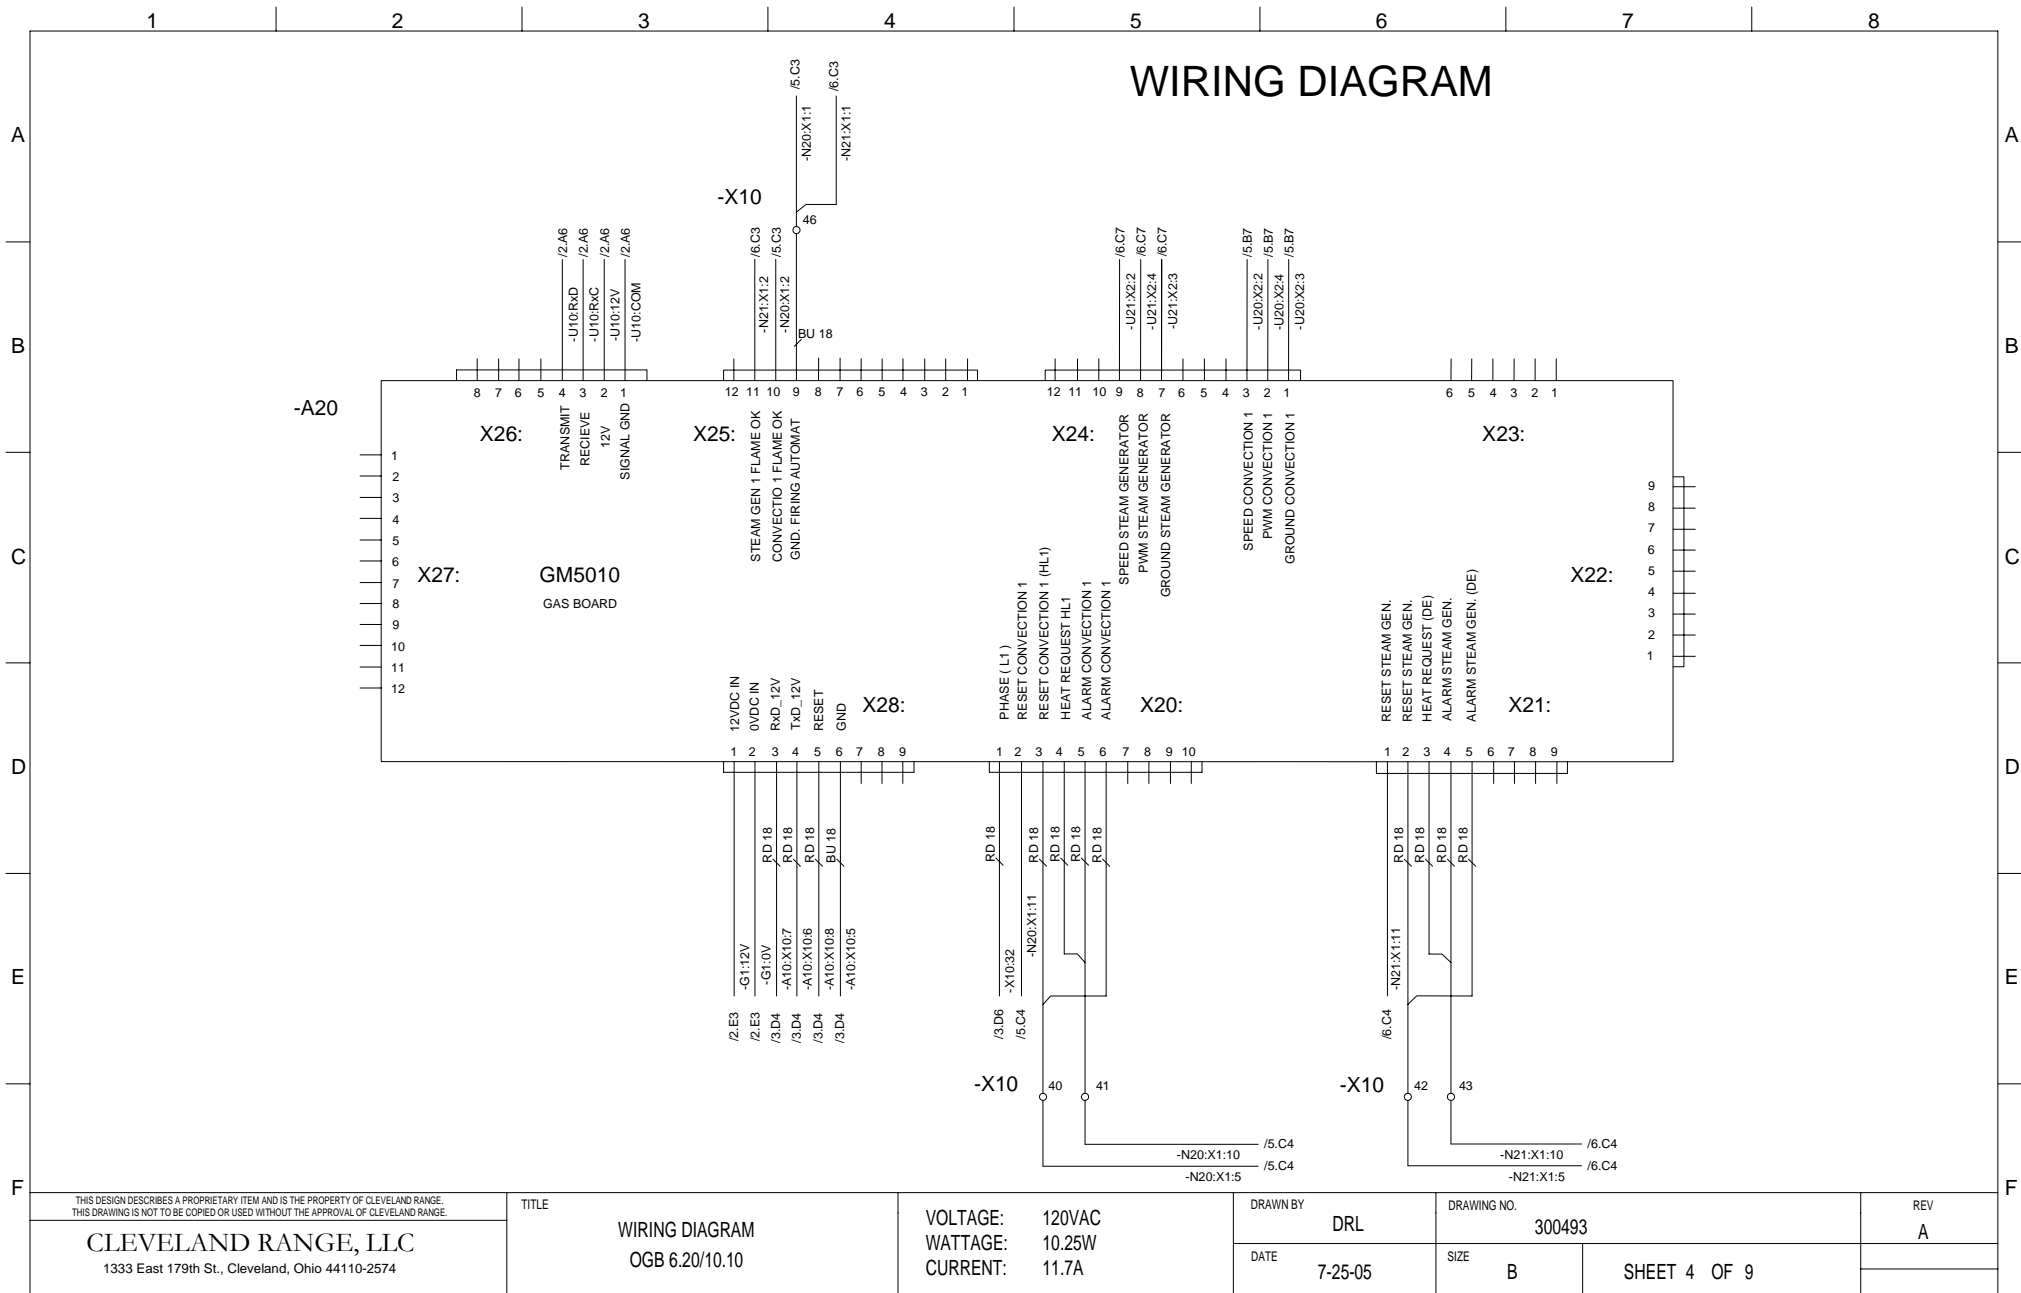 1 2 3 4 5 6 7 8
WIRING DIAGRAM
A
A
/5.C3
/6.C3
-N20:X1:1
-N21:X1:1
-X10
46
/2.A6
/2.A6
/2.A6
/2.A6
-U10:RxD
-U10:RxC
-U10:12V
-U10:COM
/6.C3
/5.C3
-N21:X1:2
-N20:X1:2
BU 18
/6.C7
/6.C7
/6.C7
-U21:X2:2
-U21:X2:4
-U21:X2:3
/5.B7
/5.B7
/5.B7
-U20:X2:2
-U20:X2:4
-U20:X2:3
B
B
-A20
8 7 6 5 4 3 2 1
12 11 10 9 8 7 6 5 4 3 2 1
12 11 10 9 8 7 6 5 4 3 2 1
6 5 4 3 2 1
X26:
TRANSMIT
RECIEVE
12V
SIGNAL GND
X25:
STEAM GEN 1 FLAME OK
CONVECTIO 1 FLAME OK
GND. FIRING AUTOMAT
X24:
SPEED STEAM GENERATOR
PWM STEAM GENERATOR
GROUND STEAM GENERATOR
SPEED CONVECTION 1
PWM CONVECTION 1
GROUND CONVECTION 1
X23:
1
2
3
4
5
6
7
8
9
10
11
12
X27:
GM5010
GAS BOARD
C
C
X22:
9
8
7
6
5
4
3
2
1
12VDC IN
0VDC IN
RxD_12V
TxD_12V
RESET
GND
X28:
PHASE ( L1 )
RESET CONVECTION 1
RESET CONVECTION 1 (HL1)
HEAT REQUEST HL1
ALARM CONVECTION 1
ALARM CONVECTION 1
X20:
RESET STEAM GEN.
RESET STEAM GEN.
HEAT REQUEST (DE)
ALARM STEAM GEN.
ALARM STEAM GEN. (DE)
X21:
1 2 3 4 5 6 7 8 9
1 2 3 4 5 6 7 8 9 10
1 2 3 4 5 6 7 8 9
D
D
RD 18
RD 18
RD 18
BU 18
RD 18
RD 18
RD 18
RD 18
RD 18
RD 18
RD 18
RD 18
RD 18
-G1:12V
-G1:0V
-A10:X10:7
-A10:X10:6
-A10:X10:8
-A10:X10:5
-X10:32
-N20:X1:11
-N21:X1:11
E
E
/2.E3
/2.E3
/3.D4
/3.D4
/3.D4
/3.D4
/3.D6
/5.C4
/6.C4
-X10
40
41
-X10
42
43
/5.C4
-N20:X1:10
/5.C4
-N20:X1:5
/6.C4
-N21:X1:10
/6.C4
-N21:X1:5
F
F
THIS DESIGN DESCRIBES A PROPRIETARY ITEM AND IS THE PROPERTY OF CLEVELAND RANGE.
THIS DRAWING IS NOT TO BE COPIED OR USED WITHOUT THE APPROVAL OF CLEVELAND RANGE.
CLEVELAND RANGE, LLC
1333 East 179th St., Cleveland, Ohio 44110-2574
TITLE
WIRING DIAGRAM
OGB 6.20/10.10
VOLTAGE: 120VAC
WATTAGE: 10.25W
CURRENT: 11.7A
DRAWN BY
DRL
DATE
7-25-05
DRAWING NO.
300493
SIZE
B
SHEET 4 OF 9
REV
A